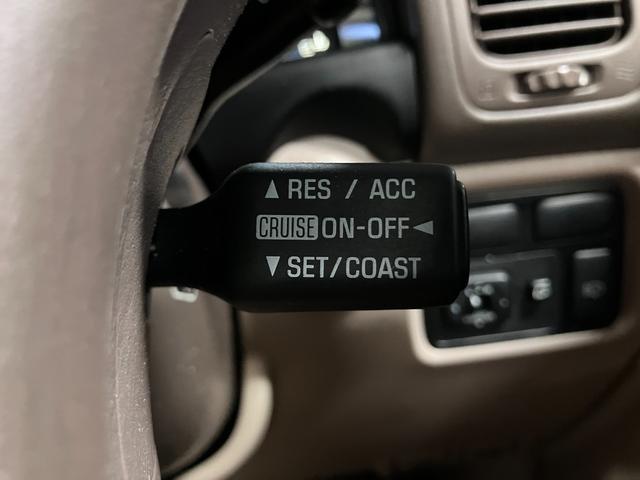 ▲ RES / ACC
CRUISE ON-OFF ◄
▼ SET/COAST